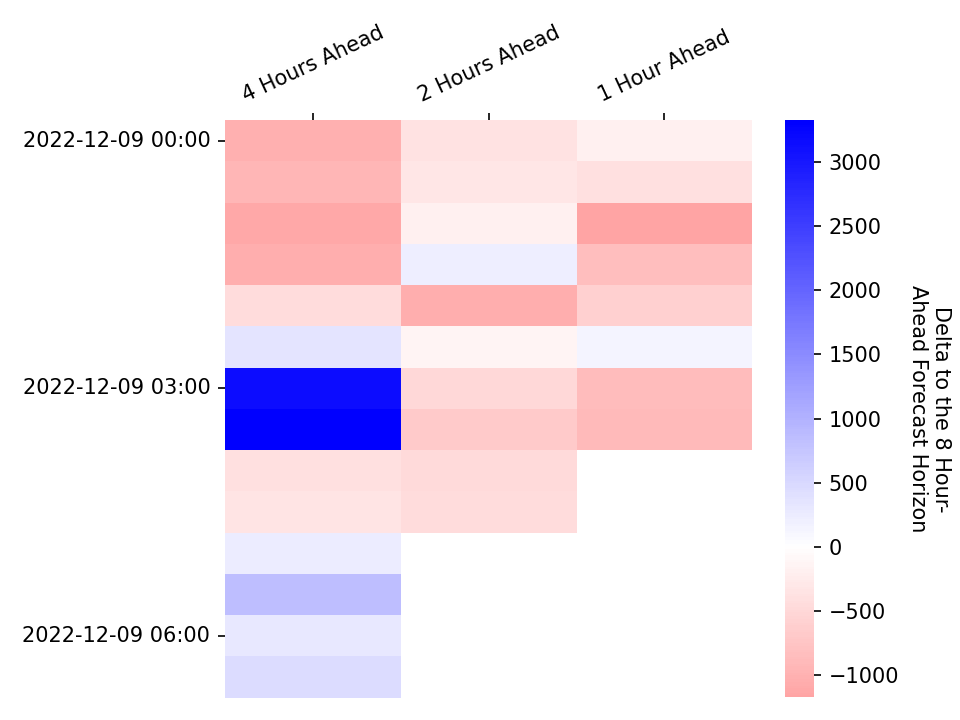 4 Hours Ahead
2 Hours Ahead
1 Hour Ahead
2022-12-09 00:00
2022-12-09 03:00
2022-12-09 06:00
3000
2500
2000
1500
1000
500
0
−500
−1000
Delta to the 8 Hour-
Ahead Forecast Horizon